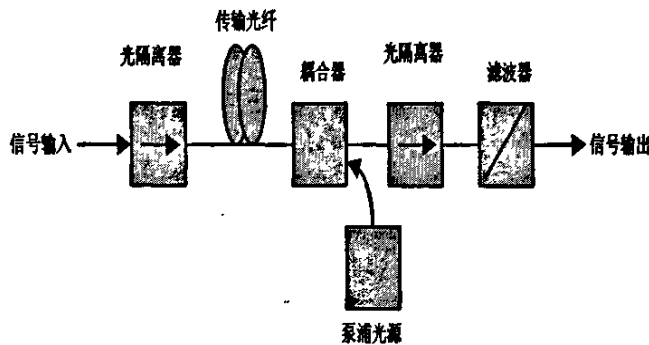 传输光纤
光隔离器
耦合器
光隔离器
滤波器
信号输入
信号输出
泵浦光源